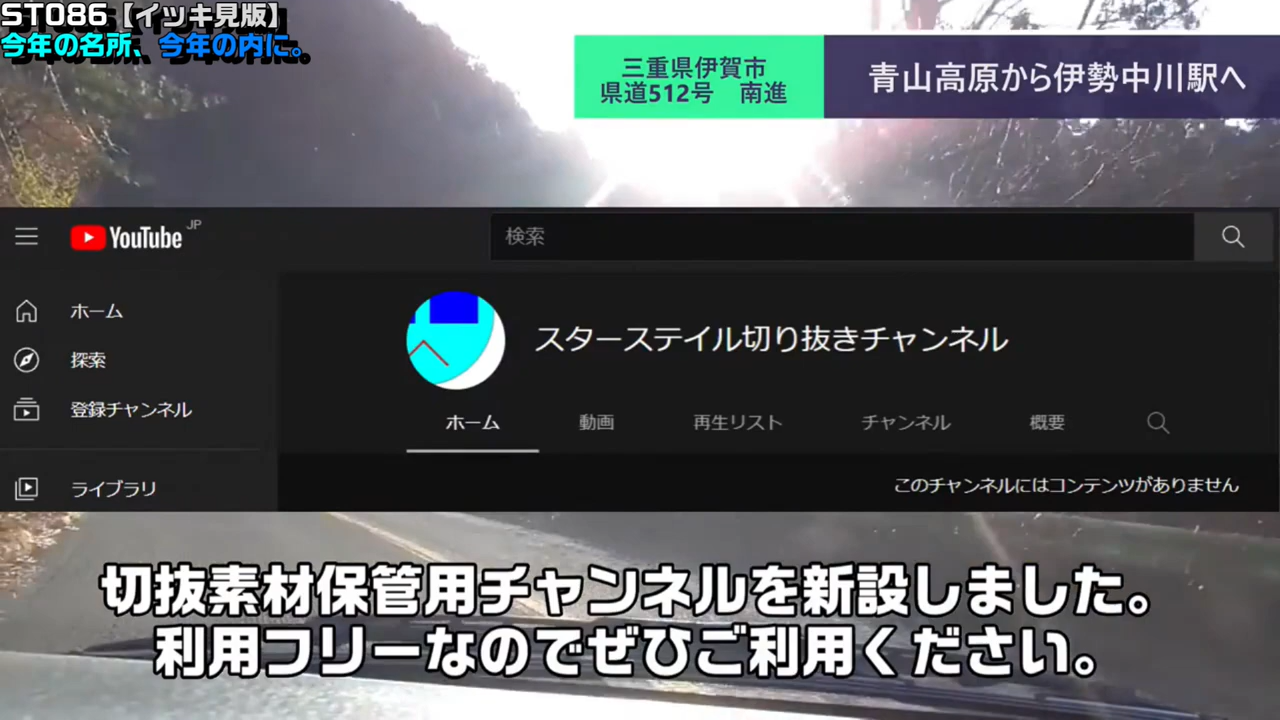 ST086【イッキ見版】
今年の名所、今年の内に。
三重県伊賀市
県道512号 南進
青山高原から伊勢中川駅へ
YouTube JP
検索
ホーム
探索
登録チャンネル
ライブラリ
スターステイル切り抜きチャンネル
ホーム 動画 再生リスト チャンネル 概要
このチャンネルにはコンテンツがありません
切抜素材保管用チャンネルを新設しました。
利用フリーなのでぜひご利用ください。